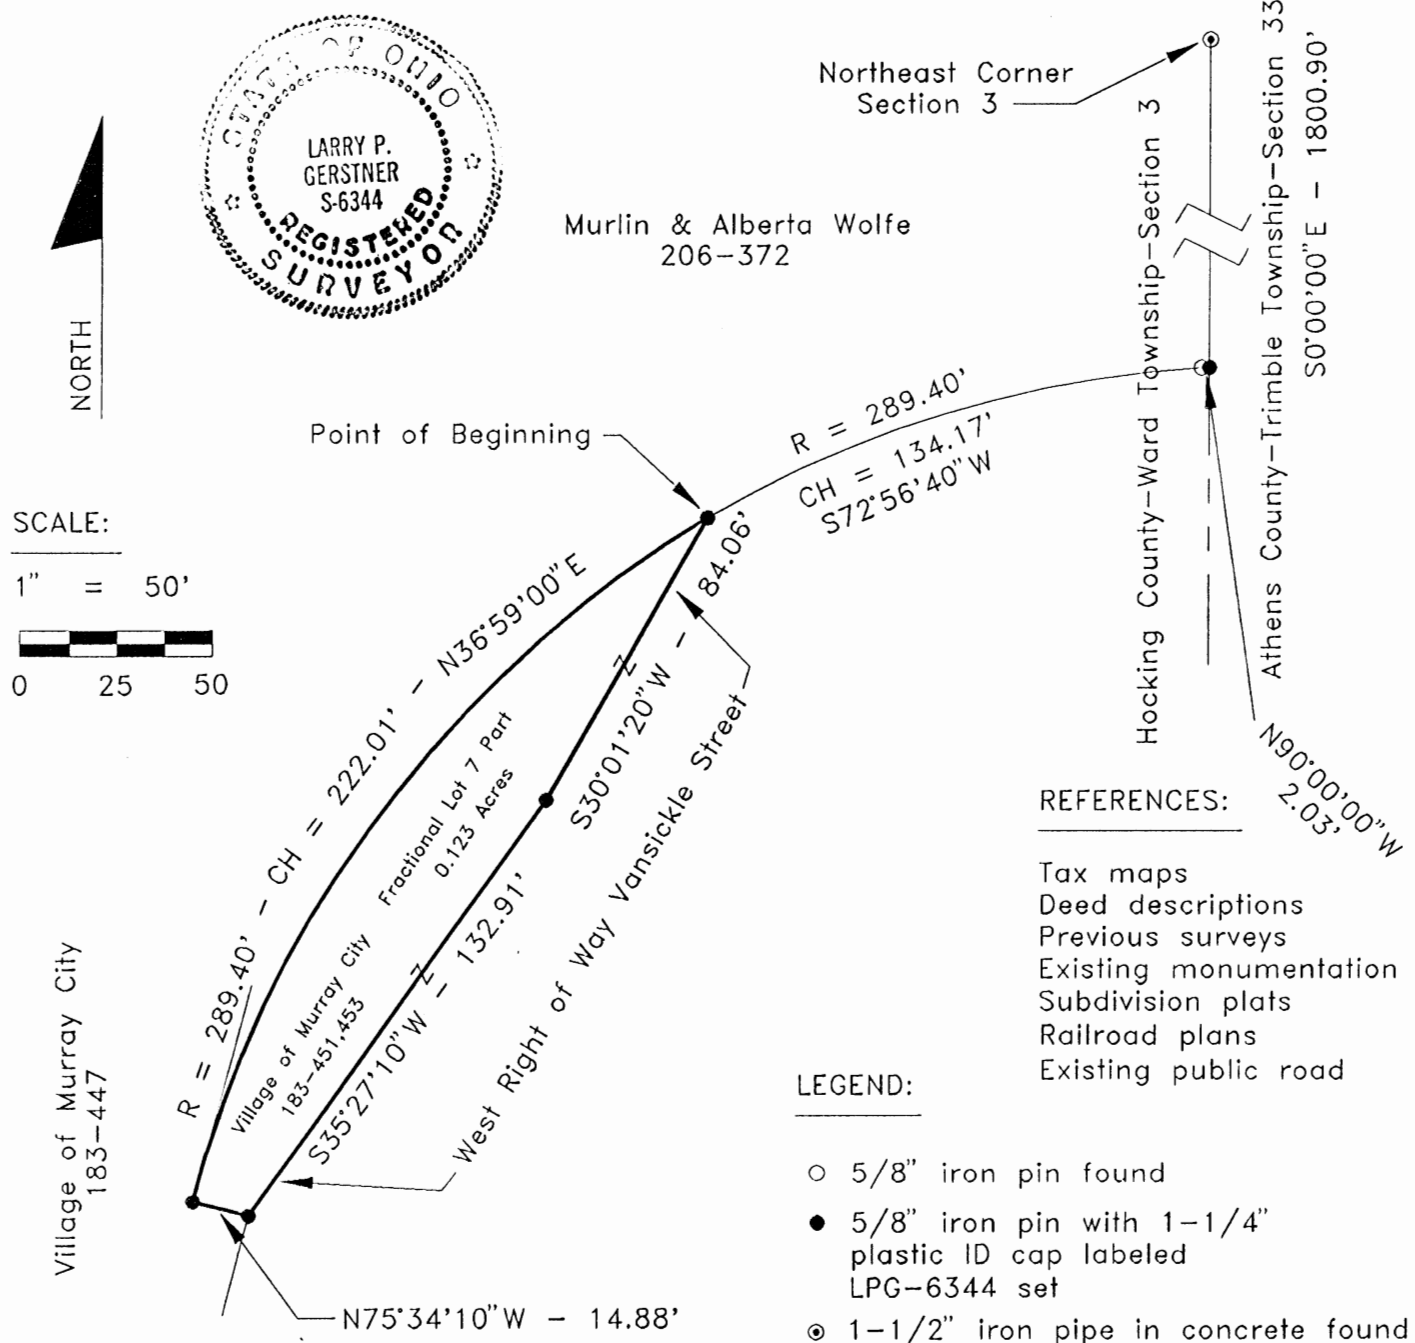 STATE OF OHIO
LARRY P.
GERSTNER
S-6344
REGISTERED
SURVEYOR
NORTH
Northeast Corner
Section 3
Murlin & Alberta Wolfe
206-372
Hocking County-Ward Township-Section 3
Athens County-Trimble Township-Section 33
S0°00'00"E - 1800.90'
Point of Beginning
R = 289.40'
CH = 134.17'
S72°56'40"W
SCALE:
1" = 50'
0 25 50
R = 289.40' - CH = 222.01' - N36°59'00"E
Fractional Lot 7 Part
0.123 Acres
Village of Murray City
183-451,453
S30°01'20"W - 84.06'
Z
S35°27'10"W - 132.91'
Z
West Right of Way Vansickle Street
N90°00'00"W
2.03'
Village of Murray City
183-447
N75°34'10"W - 14.88'
REFERENCES:
Tax maps
Deed descriptions
Previous surveys
Existing monumentation
Subdivision plats
Railroad plans
Existing public road
LEGEND:
5/8" iron pin found
5/8" iron pin with 1-1/4"
plastic ID cap labeled
LPG-6344 set
1-1/2" iron pipe in concrete found